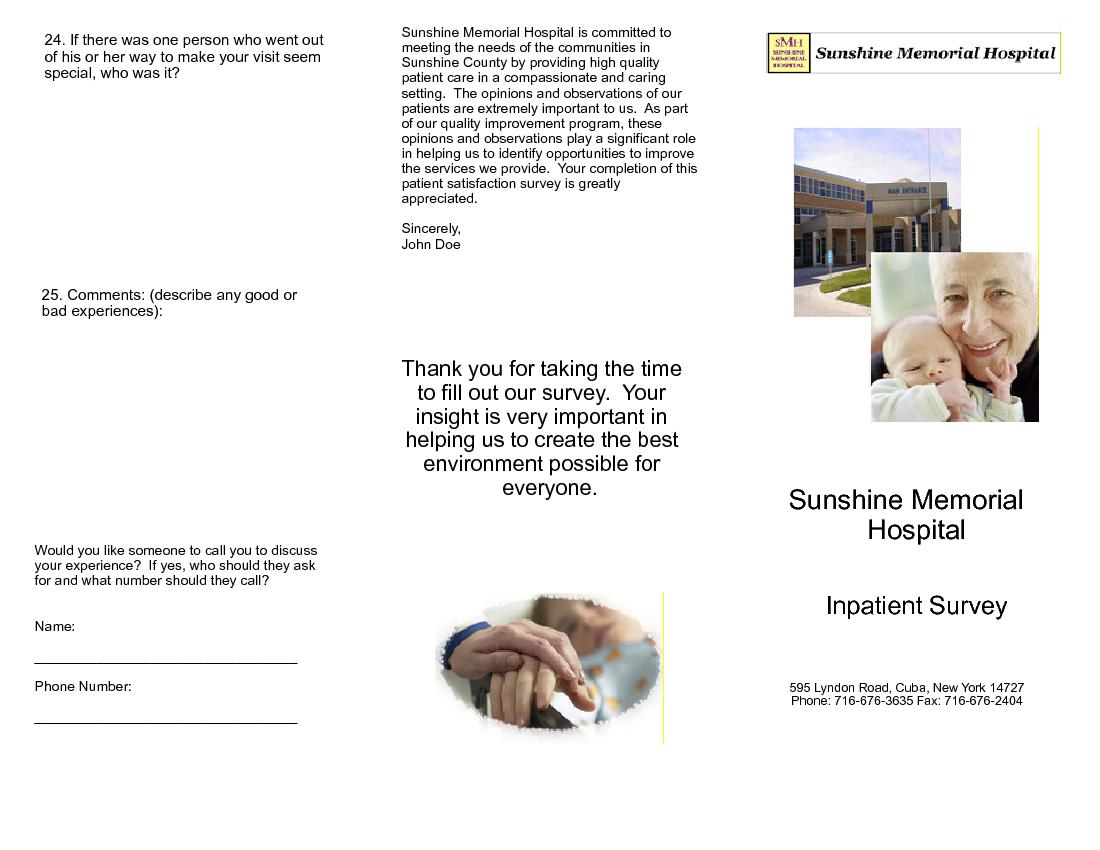 24. If there was one person who went out
of his or her way to make your visit seem
special, who was it?
25. Comments: (describe any good or
bad experiences):
Would you like someone to call you to discuss
your experience?  If yes, who should they ask
for and what number should they call?
Name:
Phone Number:
Sunshine Memorial Hospital is committed to
meeting the needs of the communities in
Sunshine County by providing high quality
patient care in a compassionate and caring
setting.  The opinions and observations of our
patients are extremely important to us.  As part
of our quality improvement program, these
opinions and observations play a significant role
in helping us to identify opportunities to improve
the services we provide.  Your completion of this
patient satisfaction survey is greatly
appreciated.
Sincerely,
John Doe
Thank you for taking the time
to fill out our survey.  Your
insight is very important in
helping us to create the best
environment possible for
everyone.
SMH
SUNSHINE
MEMORIAL
HOSPITAL
Sunshine Memorial Hospital
MAIN ENTRANCE
Sunshine Memorial
Hospital
Inpatient Survey
595 Lyndon Road, Cuba, New York 14727
Phone: 716-676-3635 Fax: 716-676-2404